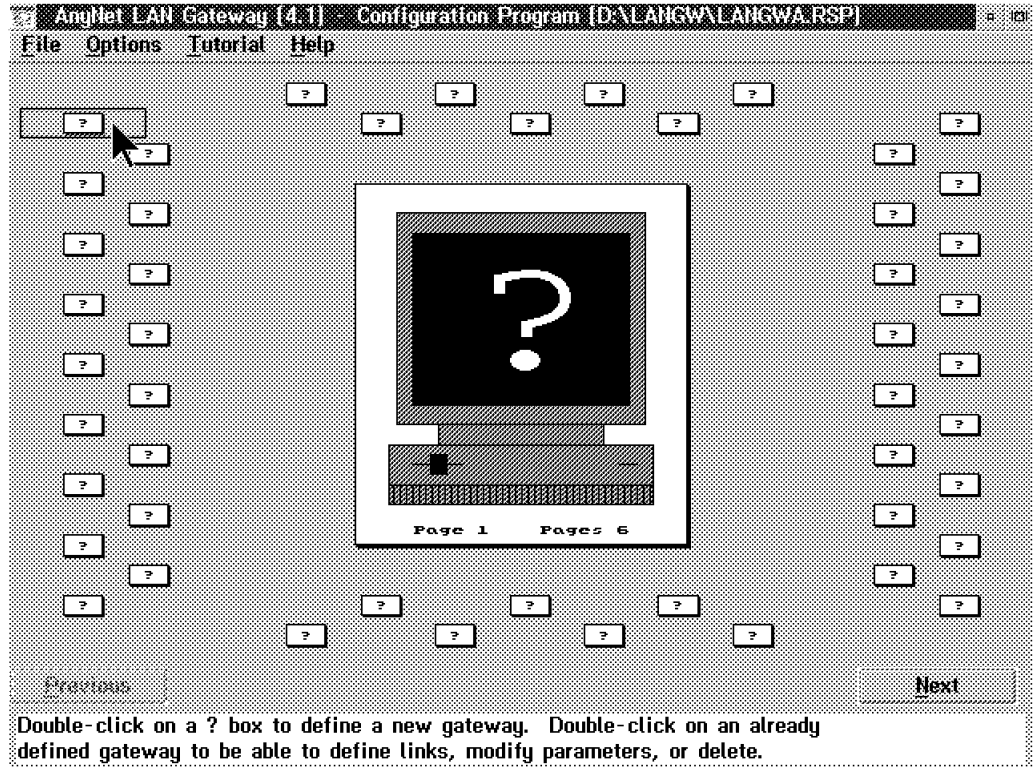 AnyNet LAN Gateway [4.1] - Configuration Program [D:\LANGW\LANGWA.RSP]
File Options Tutorial Help
? ? ? ?
? ? ? ? ?
? ?
? ?
? ?
? ?
? ?
? ?
?
? ?
? ?
? ?
? ?
? ?
? ?
? ?
Page 1 Pages 6
? ?
? ?
? ? ? ? ?
? ? ? ?
Previous Next
Double-click on a ? box to define a new gateway. Double-click on an already
defined gateway to be able to define links, modify parameters, or delete.